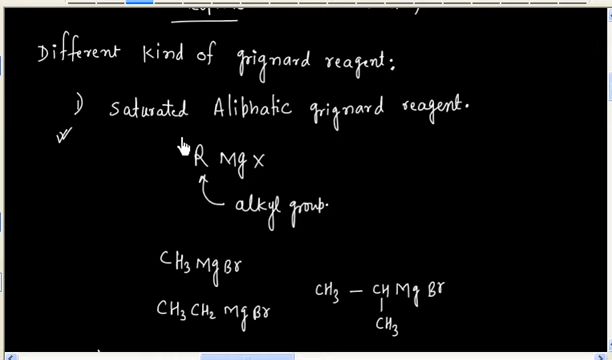 Different Kind of grignard reagent:
1) Saturated Aliphatic grignard reagent.
R Mg X
alkyl group.
CH3 Mg Br
CH3 CH2 Mg Br
CH3 — CH Mg Br
CH3